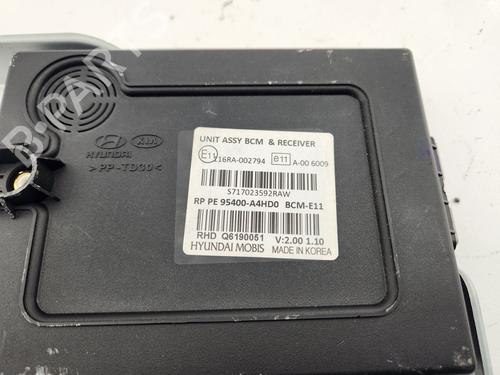 B-PARTS
HYUNDAI KIA
>PP-TD30<
UNIT ASSY BCM & RECEIVER
E11 116RA-002794 e11 A-00 6009
S717023592RAW
RP PE 95400-A4HD0 BCM-E11
RHD Q6190051 V:2.00 1.10
HYUNDAI MOBIS MADE IN KOREA